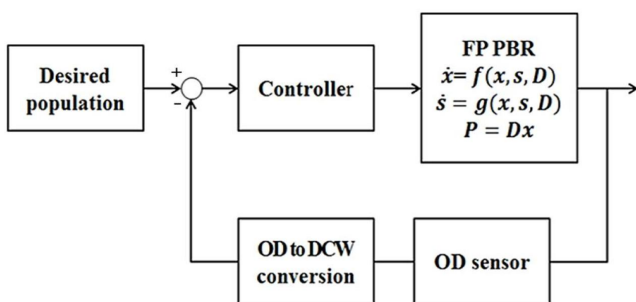 Desired
population
+
-
Controller
FP PBR
ẋ= f(x, s, D)
ṡ = g(x, s, D)
P = Dx
OD to DCW
conversion
OD sensor